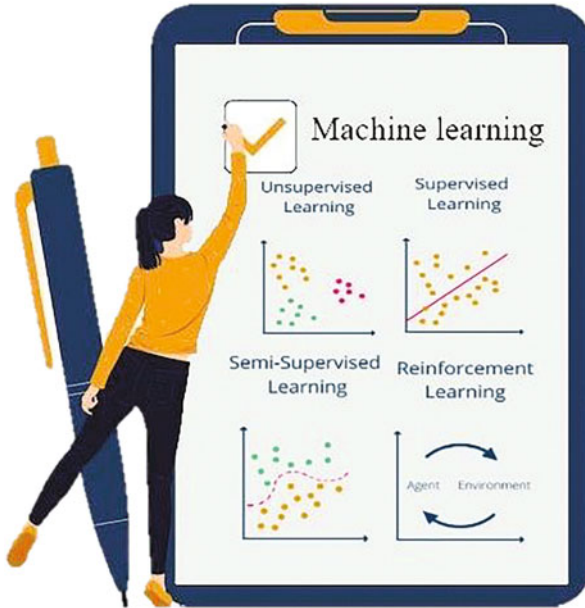 Machine learning
Unsupervised
Learning
Supervised
Learning
Semi-Supervised
Learning
Reinforcement
Learning
Agent Environment